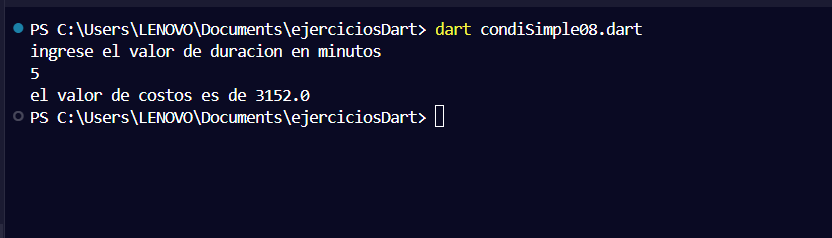 PS C:\Users\LENOVO\Documents\ejerciciosDart> dart condiSimple08.dart
ingrese el valor de duracion en minutos
5
el valor de costos es de 3152.0
PS C:\Users\LENOVO\Documents\ejerciciosDart>